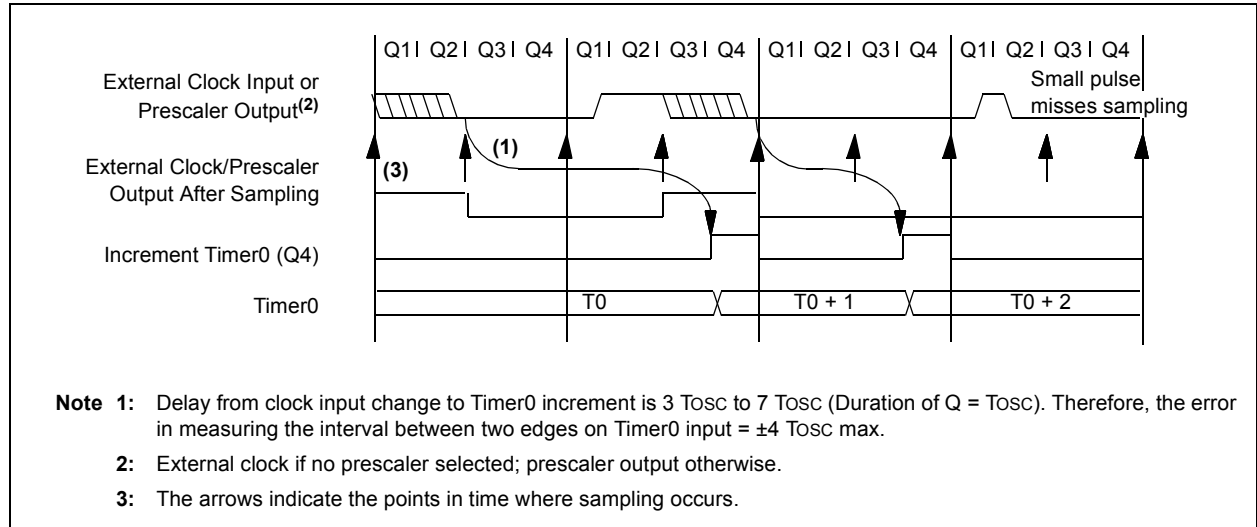 Q1 Q2 Q3 Q4 Q1 Q2 Q3 Q4 Q1 Q2 Q3 Q4 Q1 Q2 Q3 Q4
External Clock Input or
Prescaler Output(2)
Small pulse
misses sampling
(1)
External Clock/Prescaler
Output After Sampling
(3)
Increment Timer0 (Q4)
Timer0
T0
T0 + 1
T0 + 2
Note 1: Delay from clock input change to Timer0 increment is 3 TOSC to 7 TOSC (Duration of Q = TOSC). Therefore, the error
in measuring the interval between two edges on Timer0 input = ±4 TOSC max.
2: External clock if no prescaler selected; prescaler output otherwise.
3: The arrows indicate the points in time where sampling occurs.